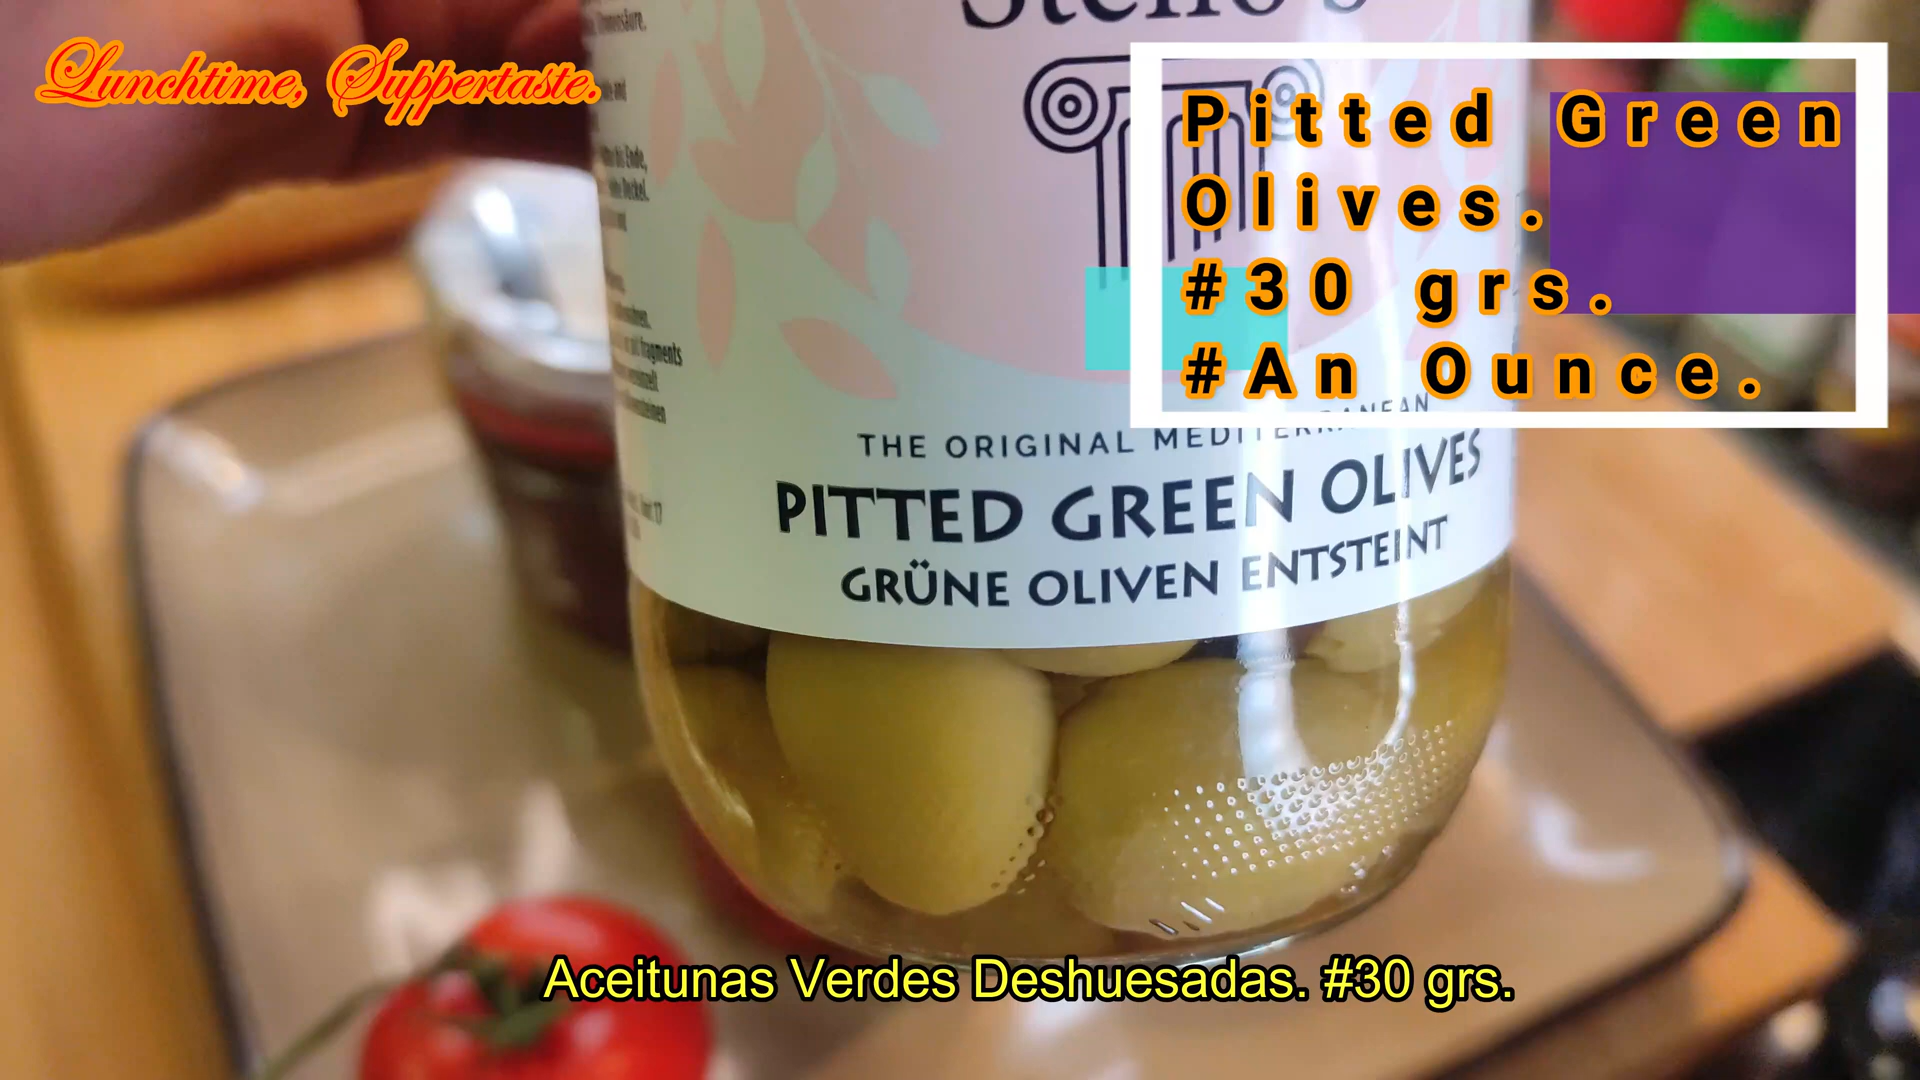 Lunchtime, Suppertaste.
Pitted Green
Olives.
#30 grs.
#An Ounce.
THE ORIGINAL MEDITERRANEAN
PITTED GREEN OLIVES
GRÜNE OLIVEN ENTSTEINT
fragments
Aceitunas Verdes Deshuesadas. #30 grs.